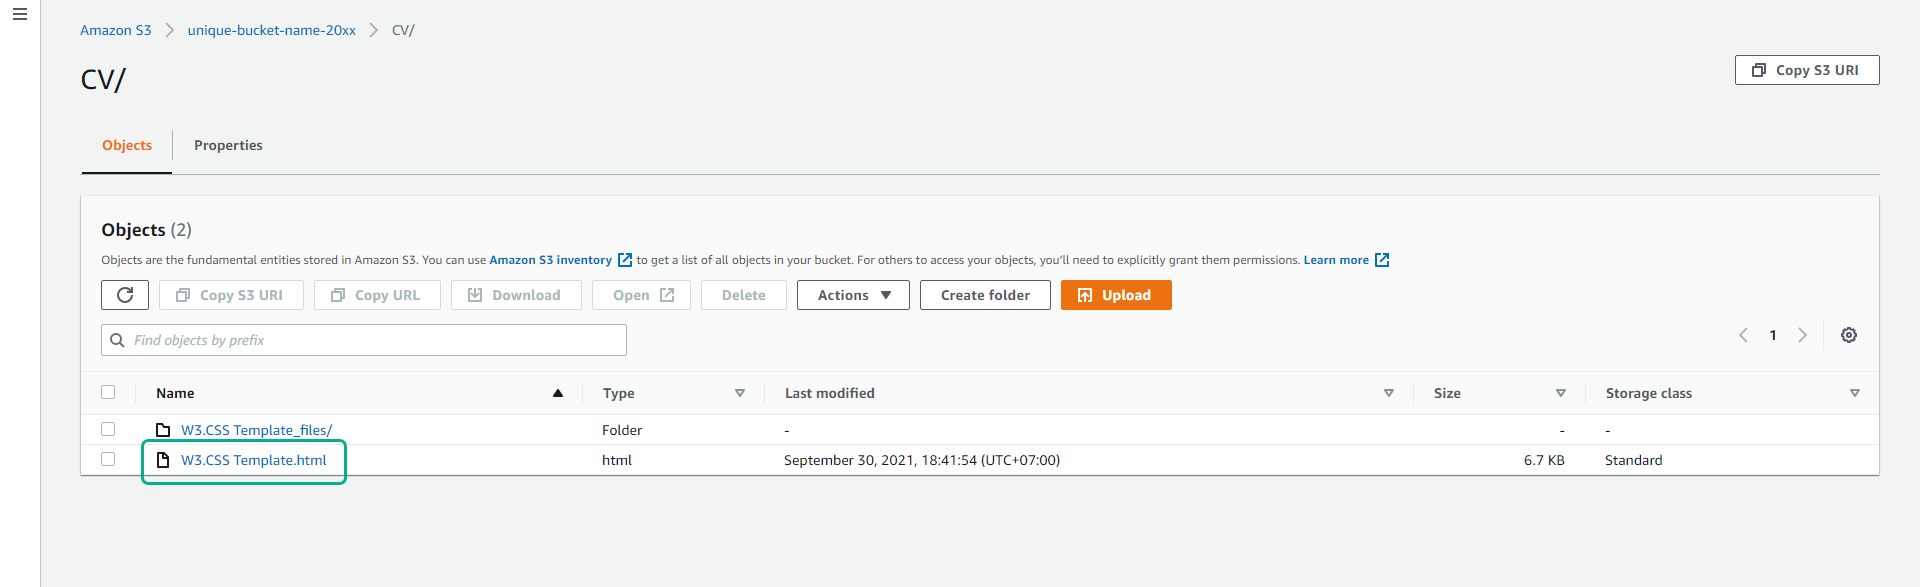 Amazon S3 > unique-bucket-name-20xx > CV/
CV/
Copy S3 URI
Objects Properties
Objects (2)
Objects are the fundamental entities stored in Amazon S3. You can use Amazon S3 inventory to get a list of all objects in your bucket. For others to access your objects, you'll need to explicitly grant them permissions. Learn more
Copy S3 URI Copy URL Download Open Delete Actions Create folder Upload
Find objects by prefix
1
Name Type Last modified Size Storage class
W3.CSS Template_files/ Folder - - -
W3.CSS Template.html html September 30, 2021, 18:41:54 (UTC+07:00) 6.7 KB Standard